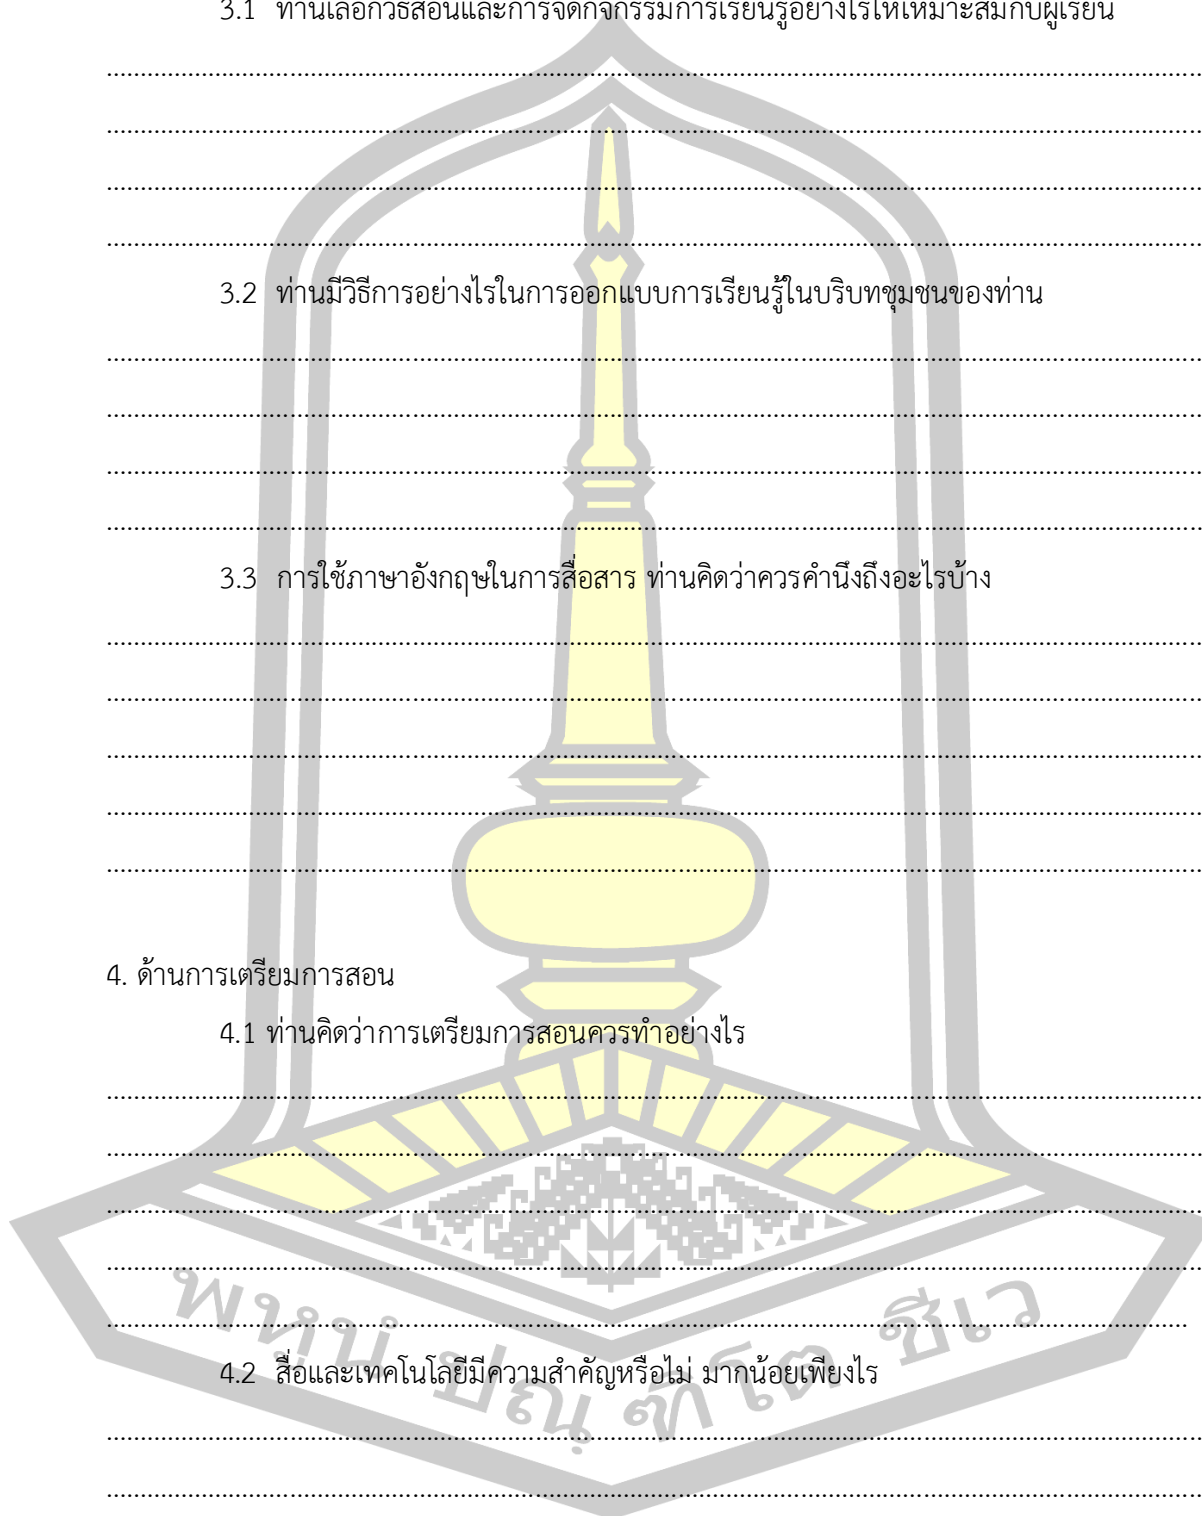 3.1 ท่านเลือกวิธีสอนและการจัดกิจกรรมการเรียนรู้อย่างไรให้เหมาะสมกับผู้เรียน
3.2 ท่านมีวิธีการอย่างไรในการออกแบบการเรียนรู้ในบริบทชุมชนของท่าน
3.3 การใช้ภาษาอังกฤษในการสื่อสาร ท่านคิดว่าควรคำนึงถึงอะไรบ้าง
4. ด้านการเตรียมการสอน
4.1 ท่านคิดว่าการเตรียมการสอนควรทำอย่างไร
4.2 สื่อและเทคโนโลยีมีความสำคัญหรือไม่ มากน้อยเพียงไร
พหูนํ ปณฺฑิโต ชีเว